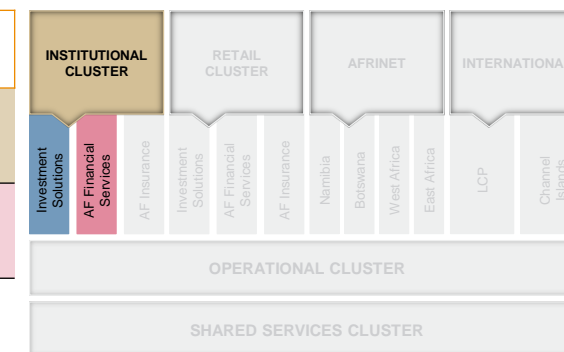 INSTITUTIONAL
CLUSTER
RETAIL
CLUSTER
AFRINET
INTERNATIONA
Investment
Solutions
AF Financial
Services
AF Insurance
Investment
Solutions
AF Financial
Services
AF Insurance
Namibia
Botswana
West Africa
East Africa
LCP
Channel
Islands
OPERATIONAL CLUSTER
SHARED SERVICES CLUSTER